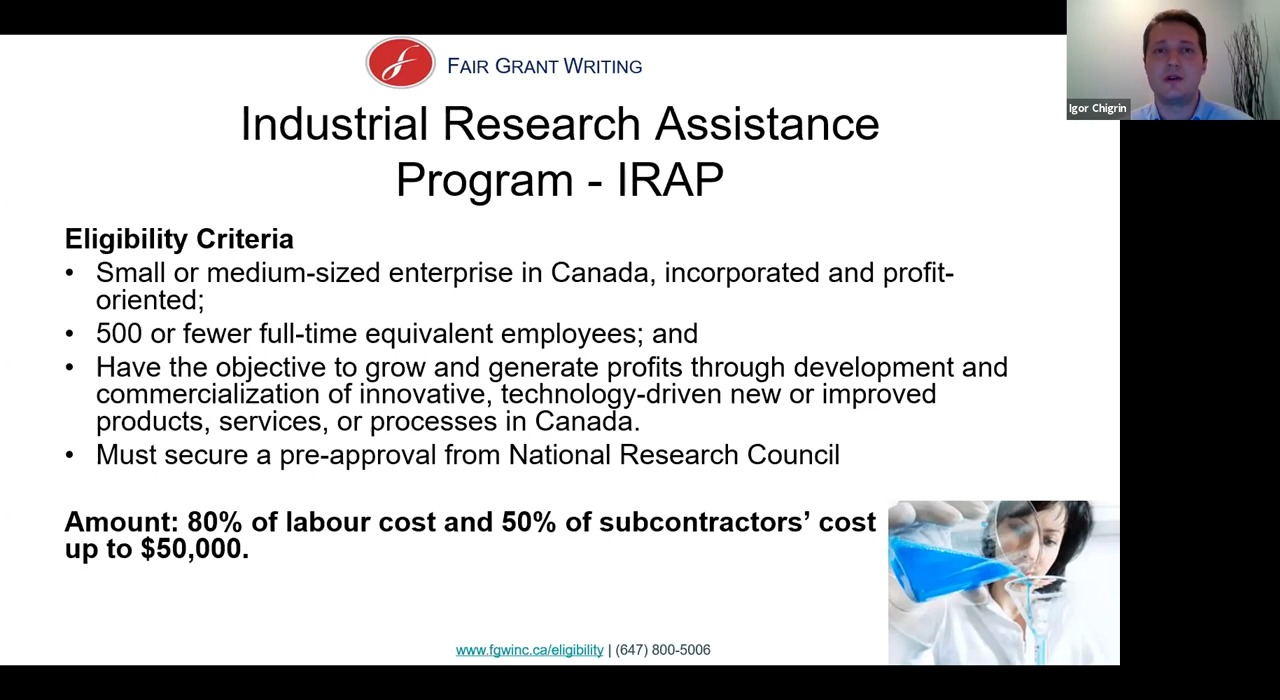 FAIR GRANT WRITING
Igor Chigrin
Industrial Research Assistance
Program - IRAP
Eligibility Criteria
• Small or medium-sized enterprise in Canada, incorporated and profit-
oriented;
• 500 or fewer full-time equivalent employees; and
• Have the objective to grow and generate profits through development and
commercialization of innovative, technology-driven new or improved
products, services, or processes in Canada.
• Must secure a pre-approval from National Research Council
Amount: 80% of labour cost and 50% of subcontractors’ cost
up to $50,000.
www.fgwinc.ca/eligibility | (647) 800-5006